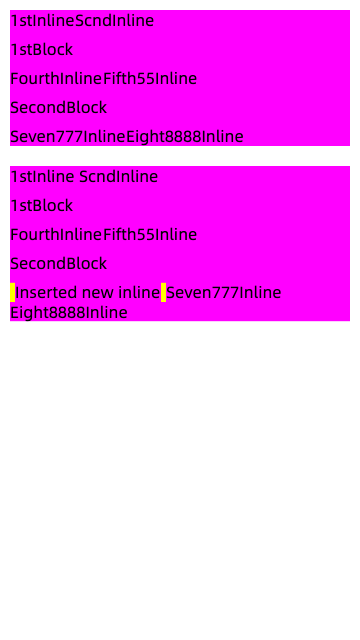 1stInlineScndInline
1stBlock
FourthInlineFifth55Inline
SecondBlock
Seven777InlineEight8888Inline
1stInline ScndInline
1stBlock
FourthInlineFifth55Inline
SecondBlock
Inserted new inline Seven777Inline
Eight8888Inline